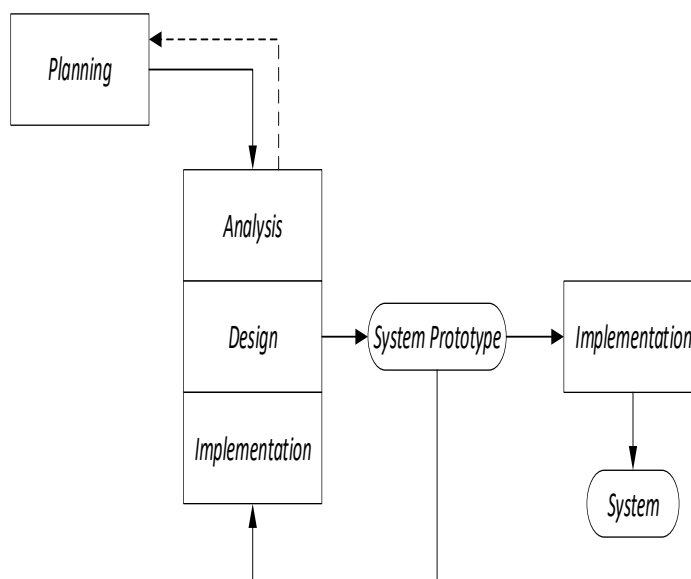 Planning
Analysis
Design
Implementation
System Prototype
Implementation
System